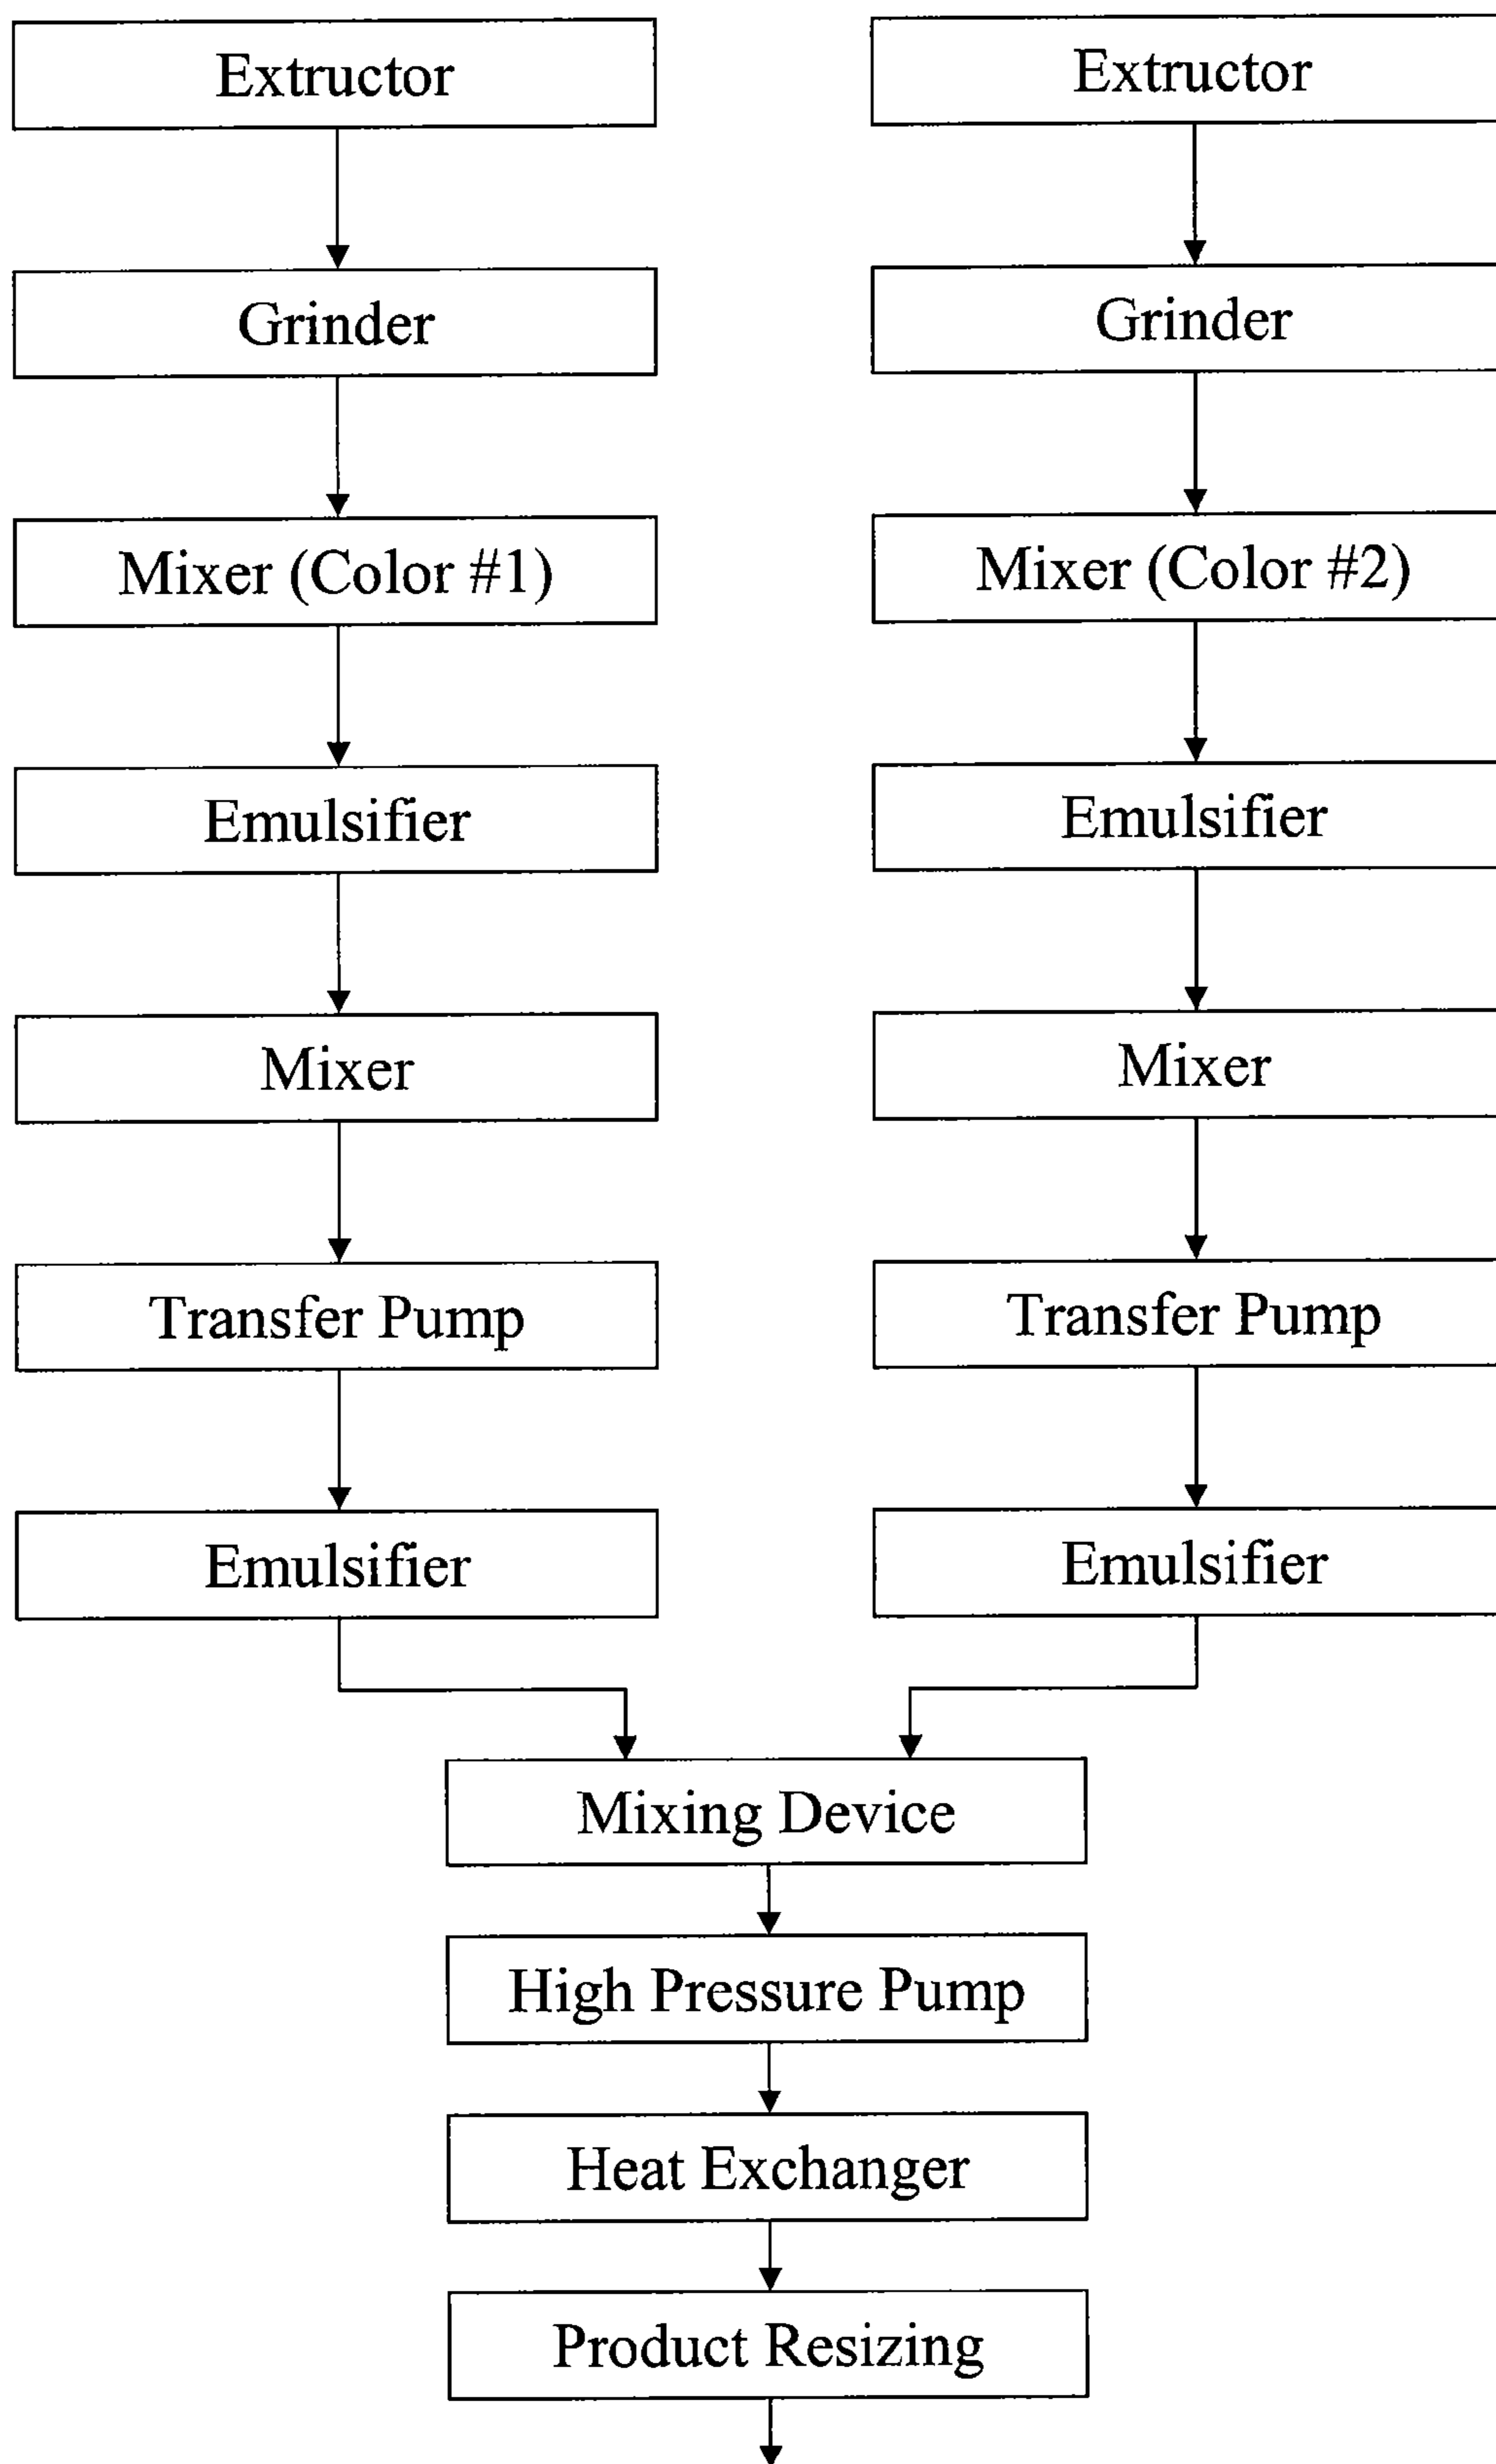 Extructor
Extructor
Grinder
Grinder
Mixer (Color #1)
Mixer (Color #2)
Emulsifier
Emulsifier
Mixer
Mixer
Transfer Pump
Transfer Pump
Emulsifier
Emulsifier
Mixing Device
High Pressure Pump
Heat Exchanger
Product Resizing